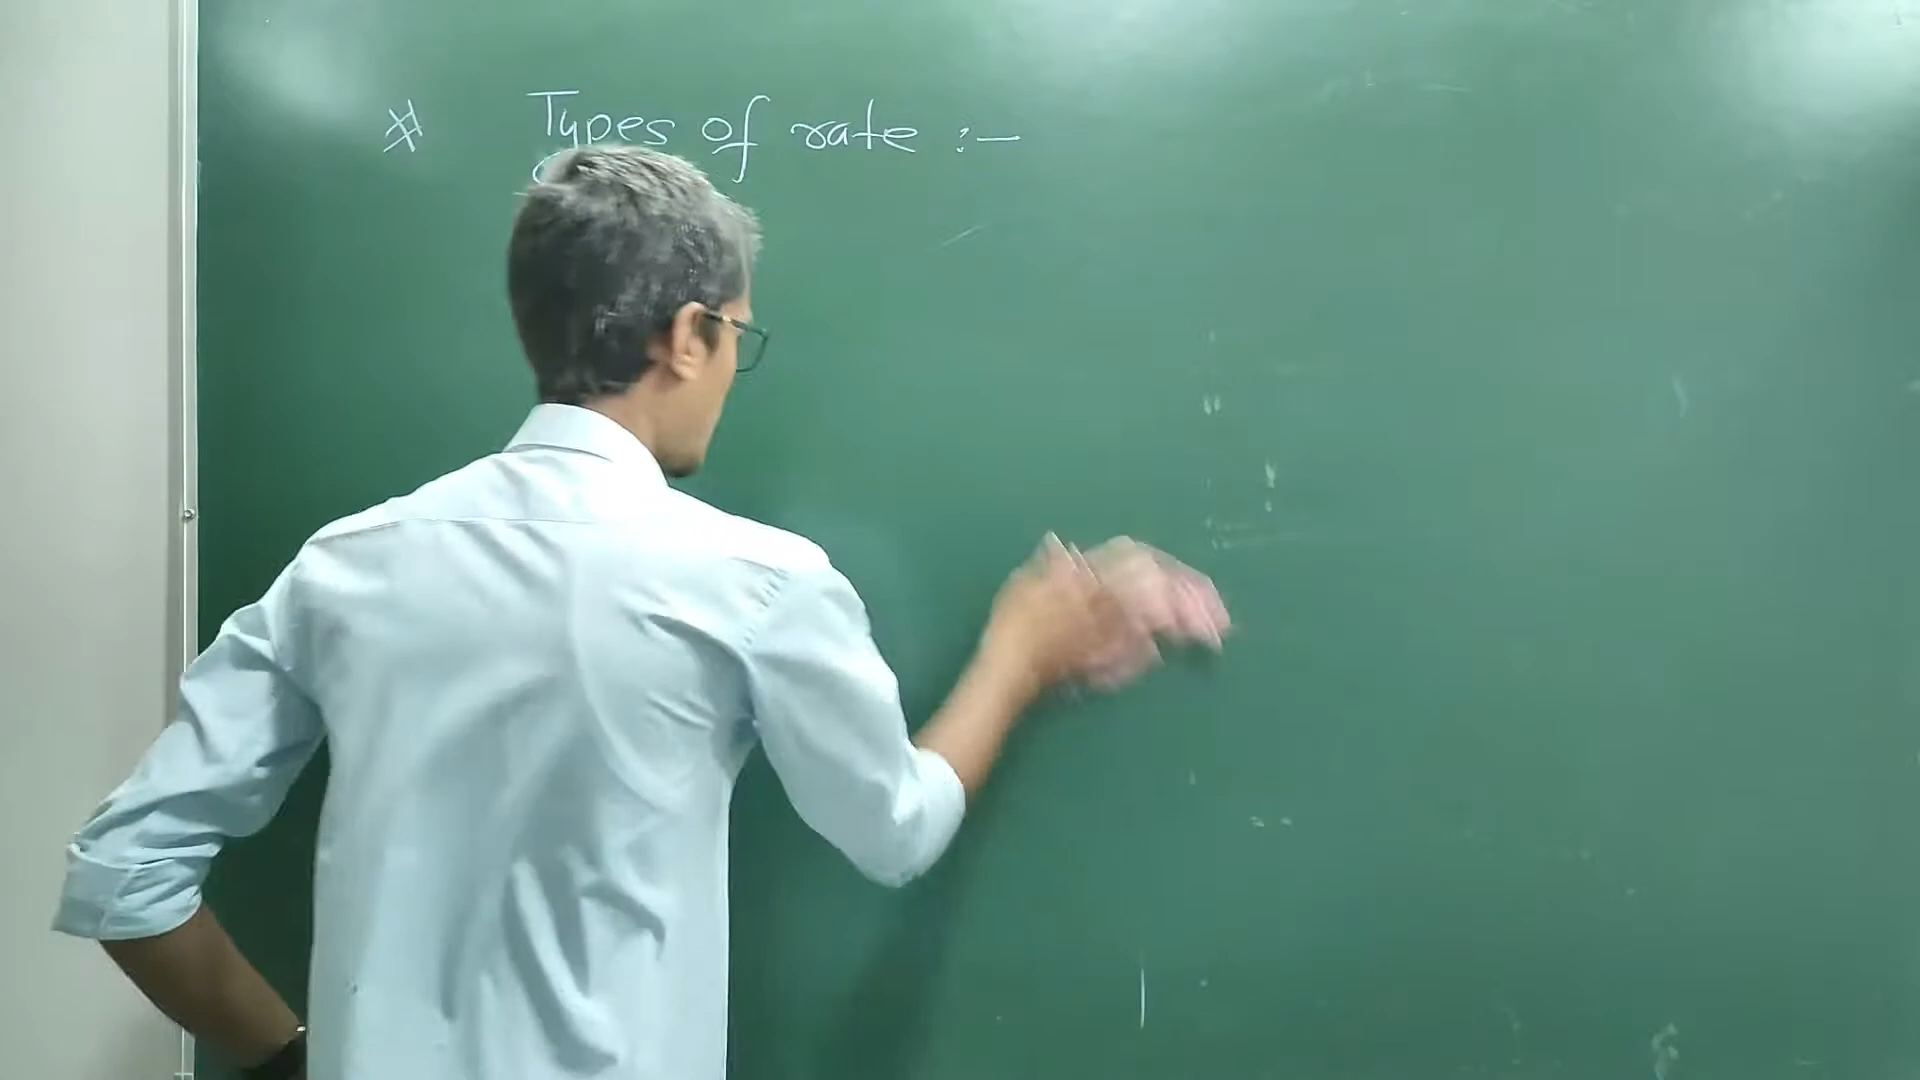 * Types of rate :-